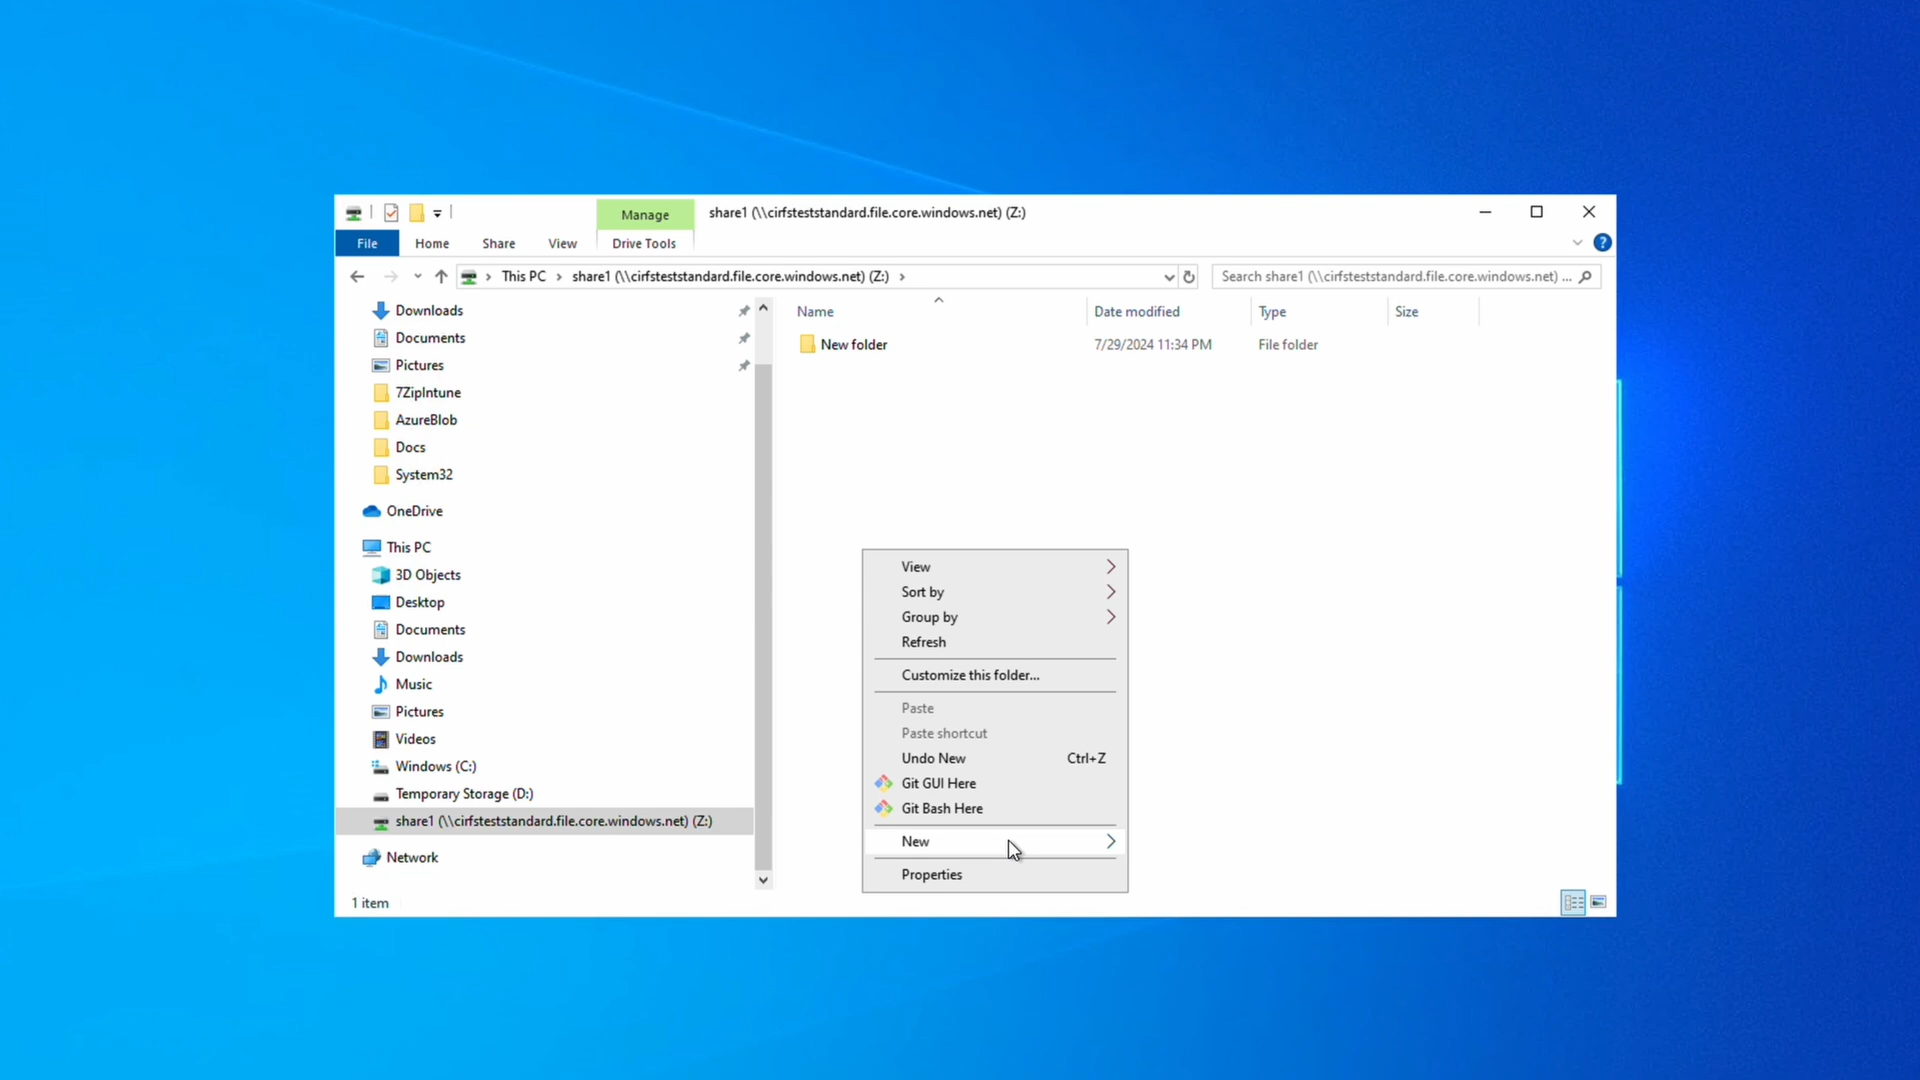 Manage
share1 (\\cirfsteststandard.file.core.windows.net) (Z:)
File
Home
Share
View
Drive Tools
This PC
share1 (\\cirfsteststandard.file.core.windows.net) (Z:)
Search share1 (\\cirfsteststandard.file.core.windows.net) ...
Downloads
Documents
Pictures
7ZipIntune
AzureBlob
Docs
System32
OneDrive
This PC
3D Objects
Desktop
Documents
Downloads
Music
Pictures
Videos
Windows (C:)
Temporary Storage (D:)
share1 (\\cirfsteststandard.file.core.windows.net) (Z:)
Network
Name
Date modified
Type
Size
New folder
7/29/2024 11:34 PM
File folder
View
Sort by
Group by
Refresh
Customize this folder...
Paste
Paste shortcut
Undo New Ctrl+Z
Git GUI Here
Git Bash Here
New
Properties
1 item